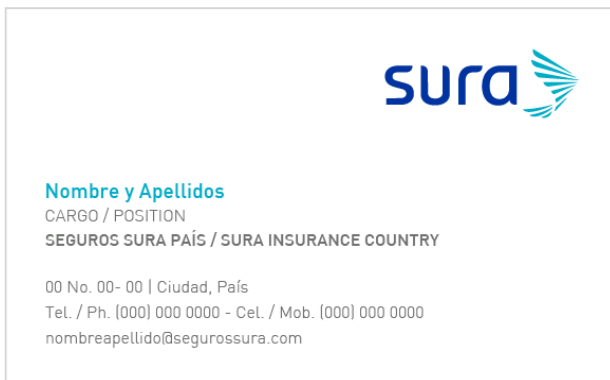 sura
Nombre y Apellidos
CARGO / POSITION
SEGUROS SURA PAÍS / SURA INSURANCE COUNTRY
00 No. 00- 00 | Ciudad, País
Tel. / Ph. (000) 000 0000 - Cel. / Mob. (000) 000 0000
nombreapellido@segurossura.com